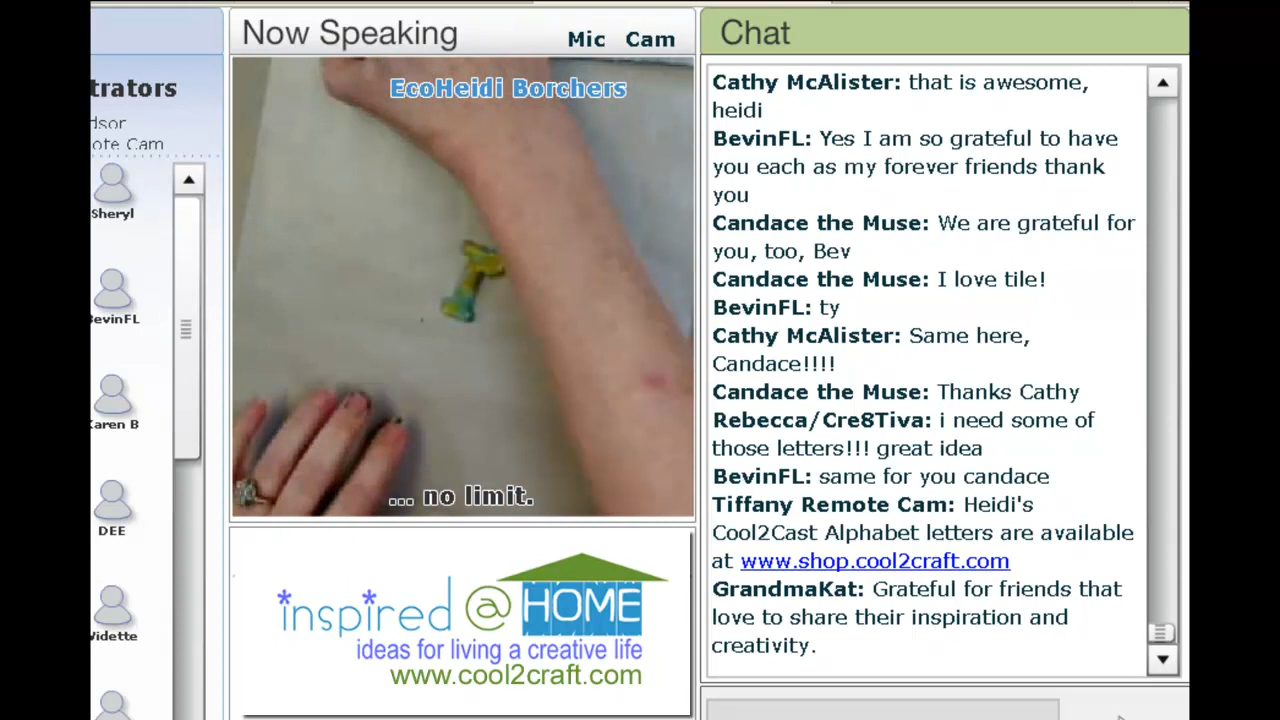 trators
dsor
ote Cam
Sheryl
BevinFL
Karen B
DEE
Vidette
Now Speaking
Mic Cam
EcoHeidi Borchers
... no limit.
*inspired @ HOME
ideas for living a creative life
www.cool2craft.com
Chat
Cathy McAlister: that is awesome,
heidi
BevinFL: Yes I am so grateful to have
you each as my forever friends thank
you
Candace the Muse: We are grateful for
you, too, Bev
Candace the Muse: I love tile!
BevinFL: ty
Cathy McAlister: Same here,
Candace!!!!
Candace the Muse: Thanks Cathy
Rebecca/Cre8Tiva: i need some of
those letters!!! great idea
BevinFL: same for you candace
Tiffany Remote Cam: Heidi's
Cool2Cast Alphabet letters are available
at www.shop.cool2craft.com
GrandmaKat: Grateful for friends that
love to share their inspiration and
creativity.